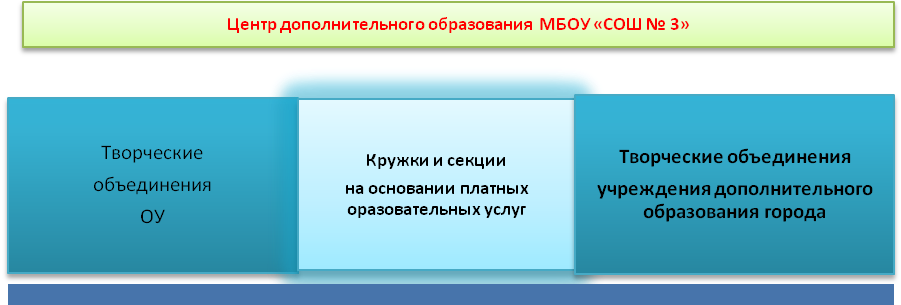 Центр дополнительного образования МБОУ «СОШ № 3»
Творческие
объединения
ОУ
Кружки и секции
на основании платных
оразовательных услуг
Творческие объединения
учреждения дополнительного
образования города